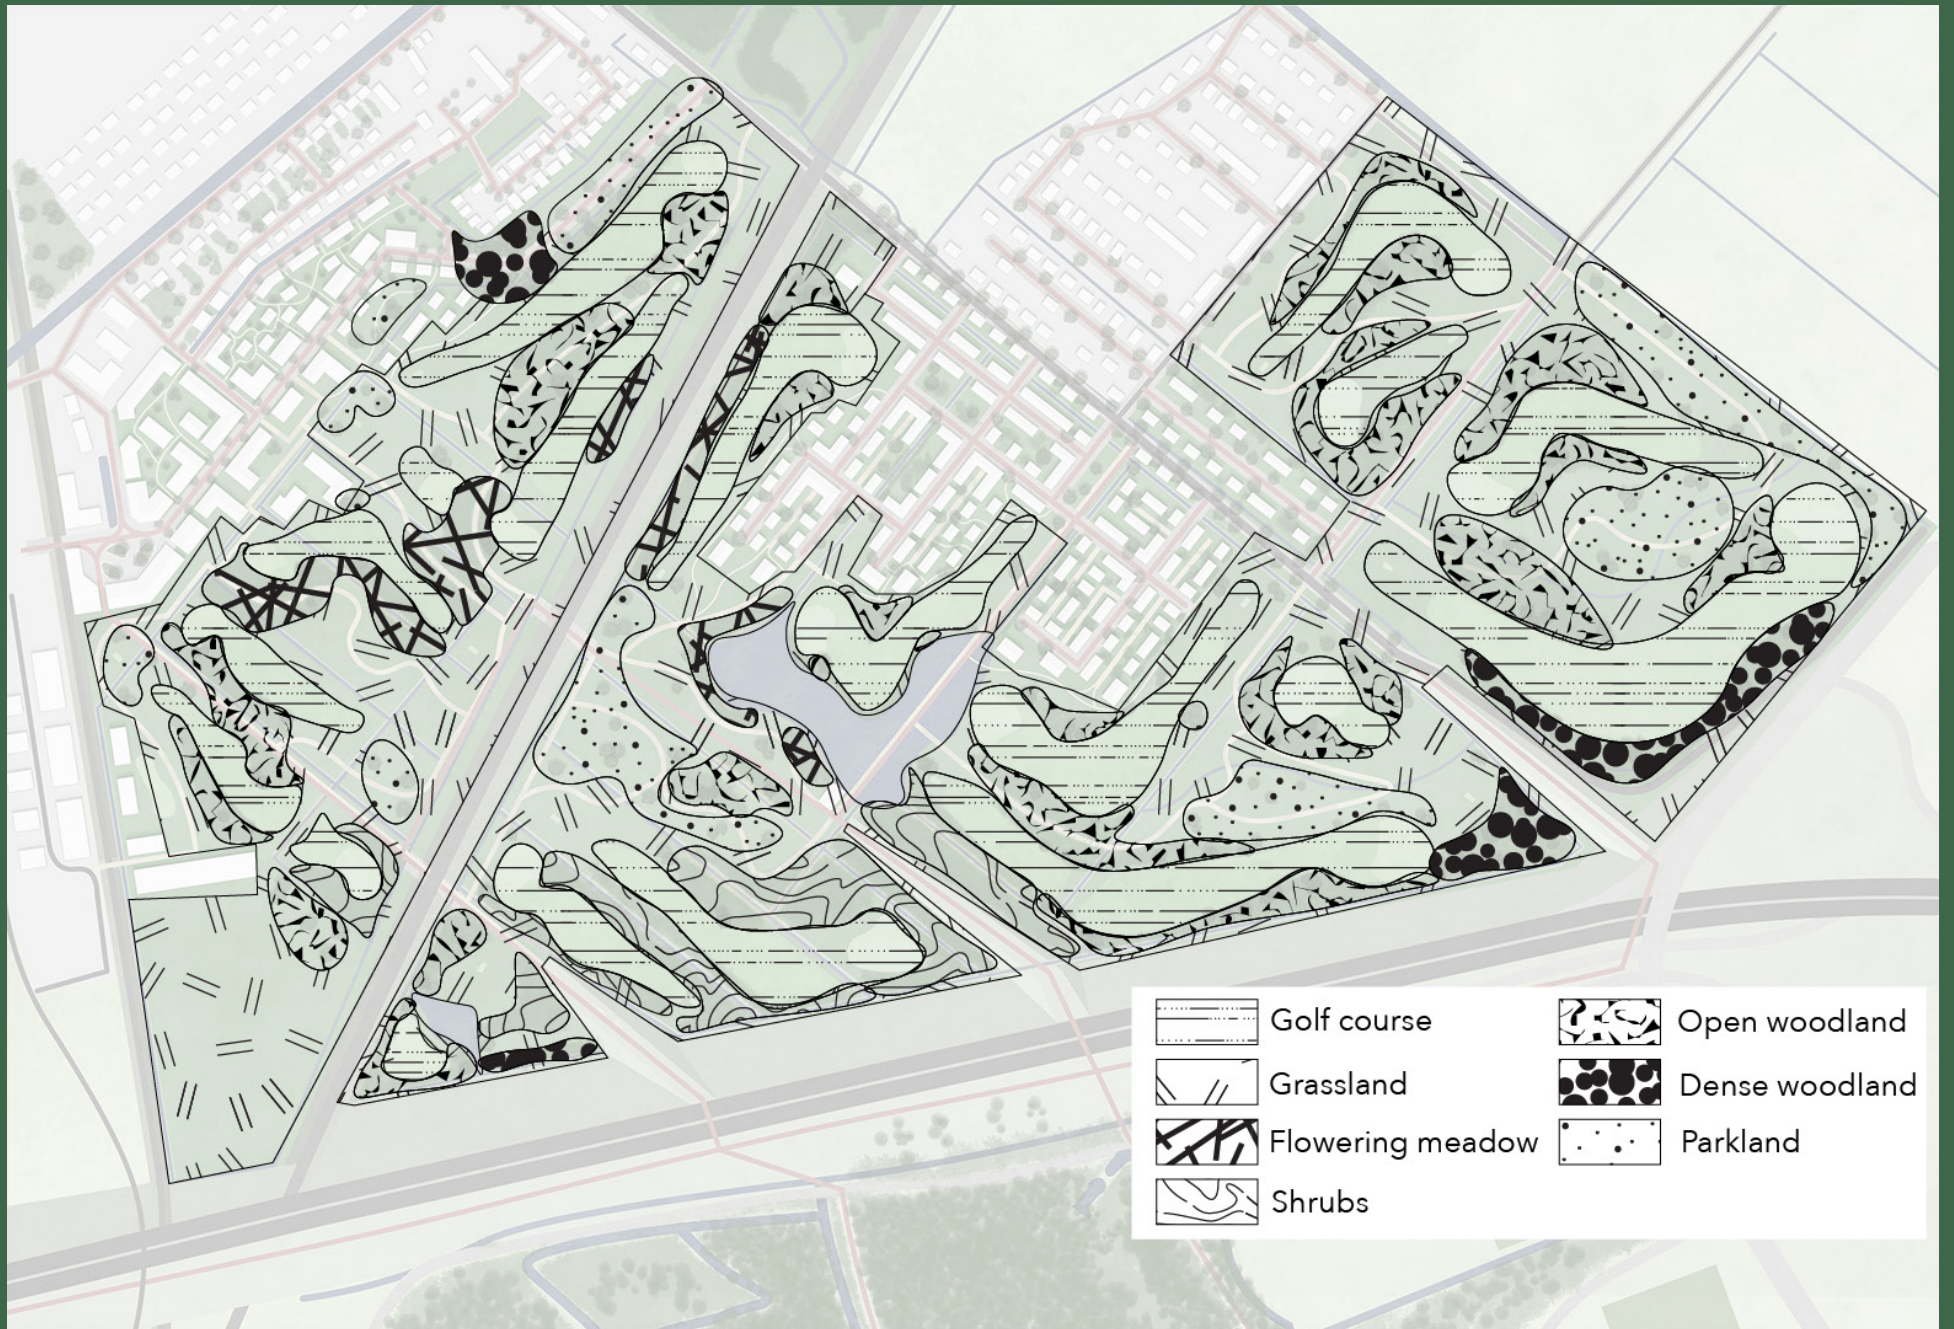 Golf course
Grassland
Flowering meadow
Shrubs
Open woodland
Dense woodland
Parkland